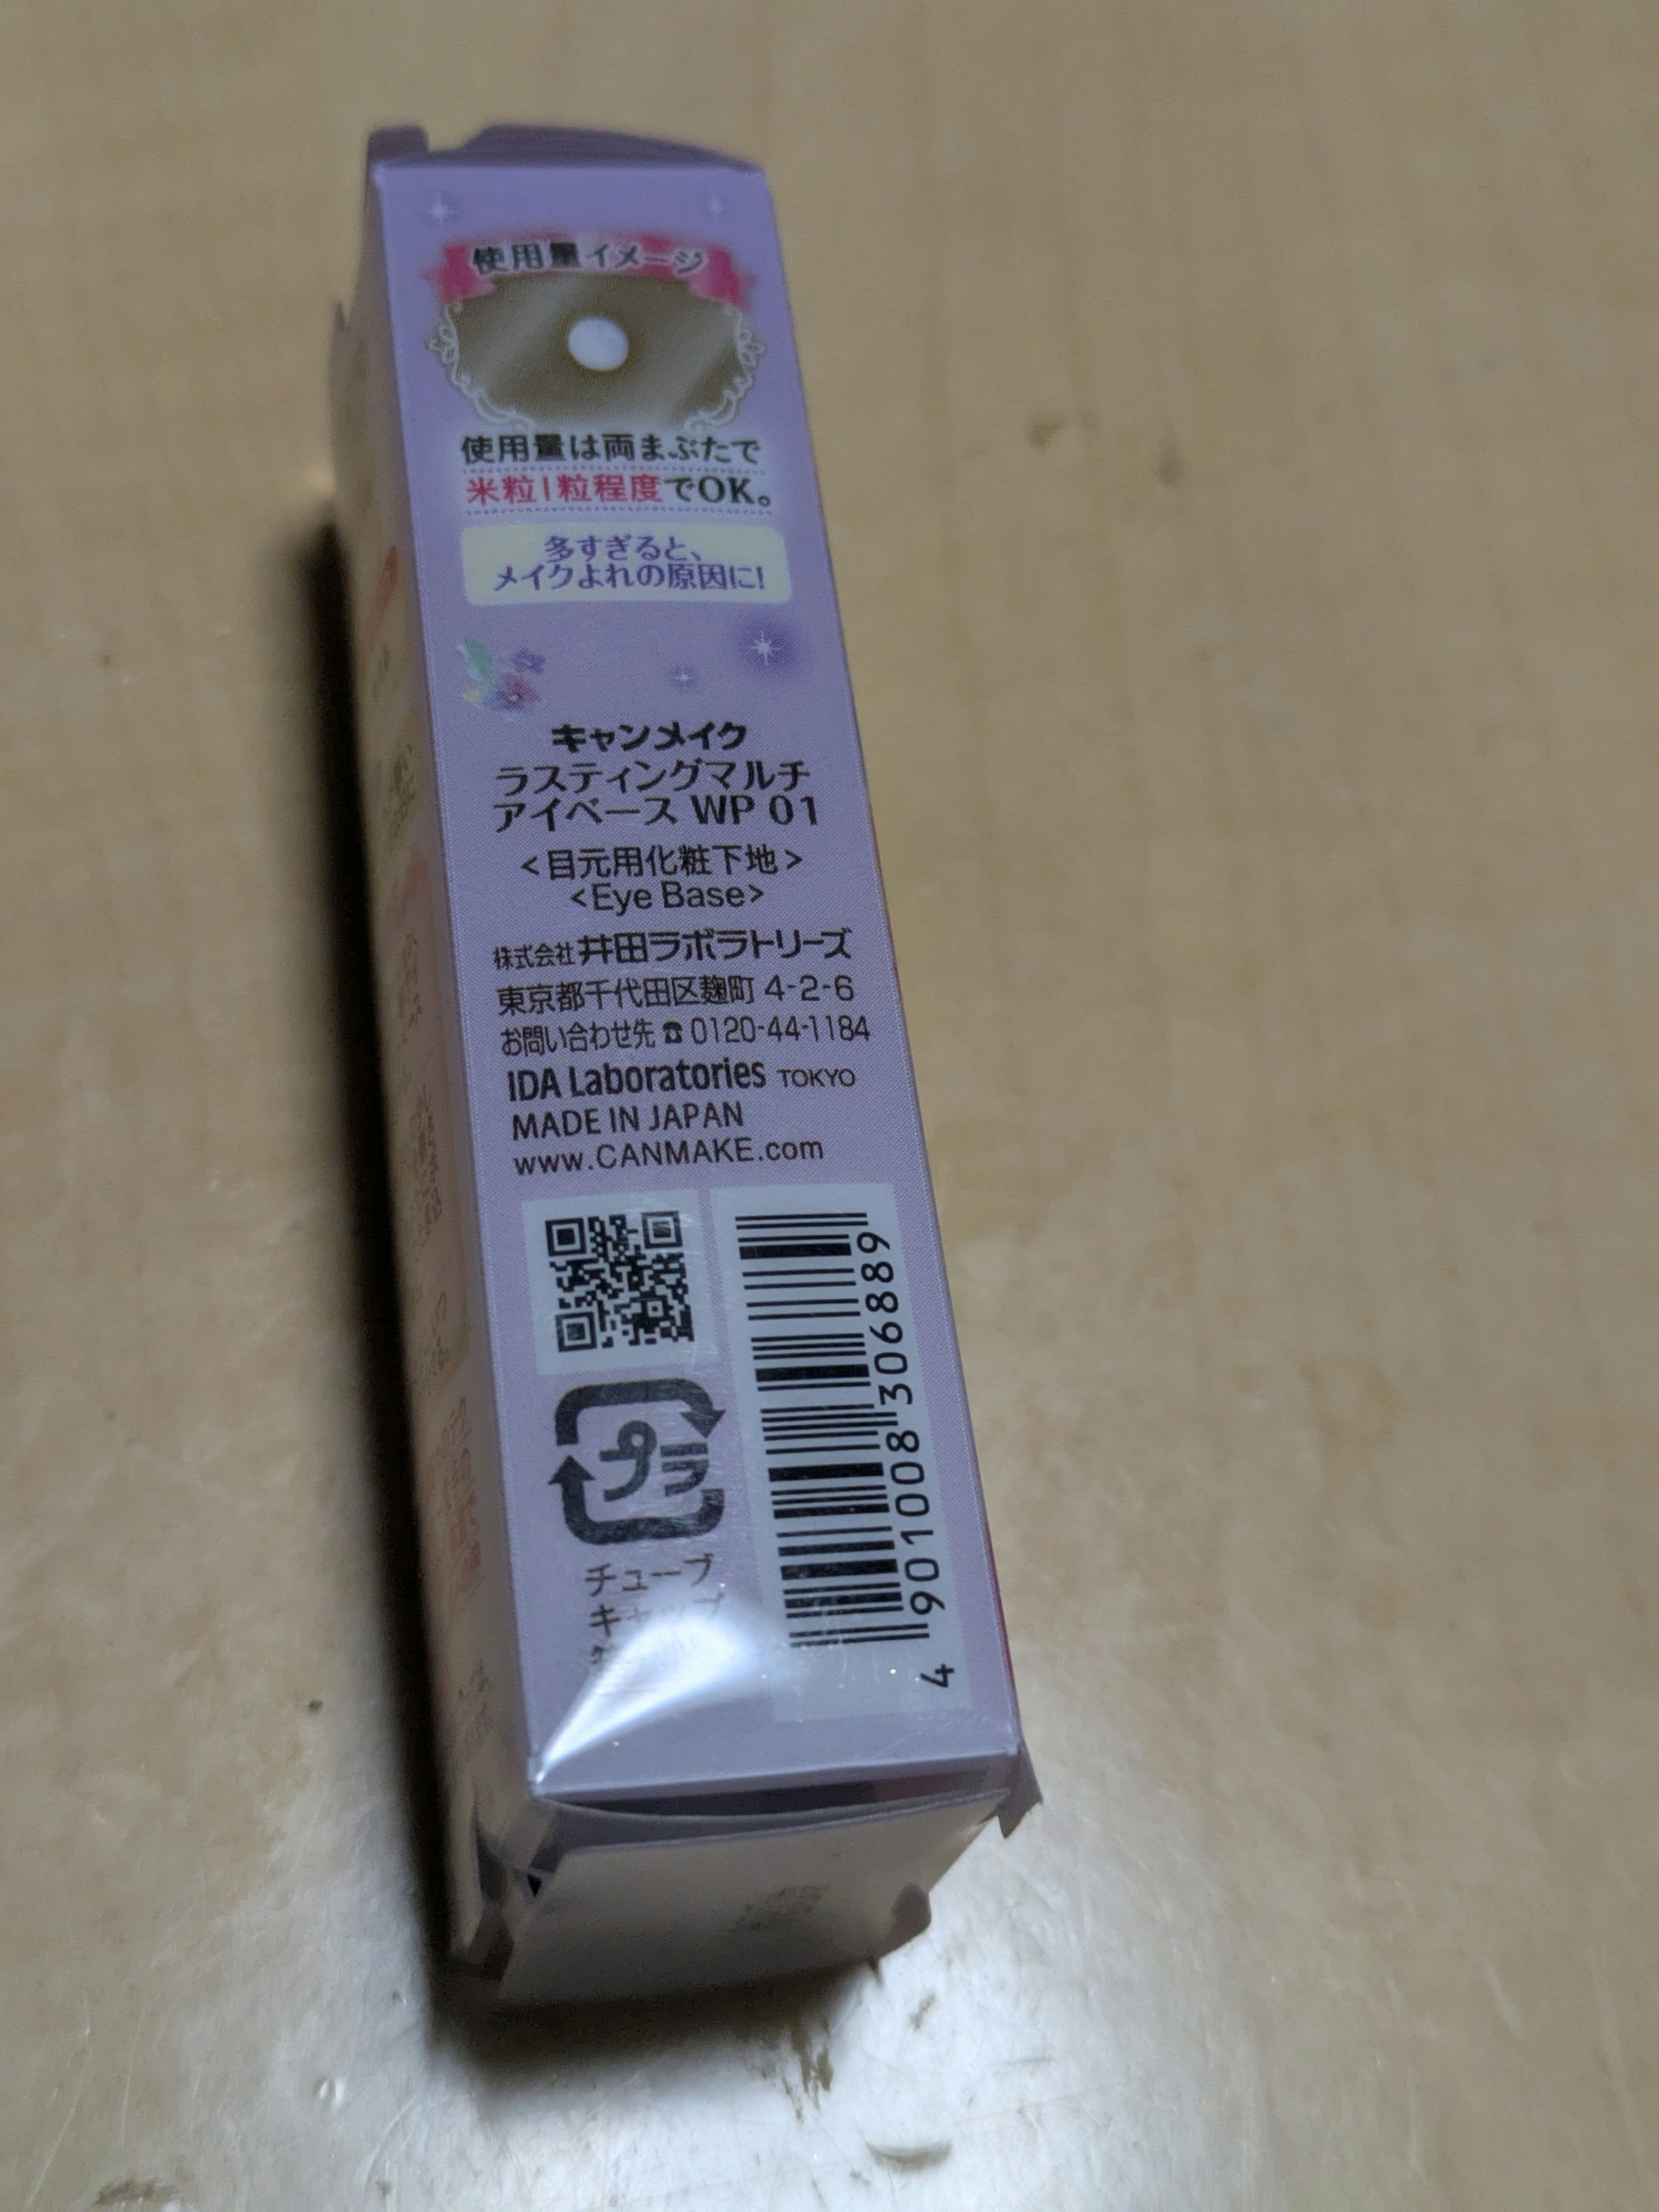 使用量イメージ
使用量は両まぶたで
米粒1粒程度でOK。
多すぎると、
メイクよれの原因に!
キャンメイク
ラスティングマルチ
アイベース WP 01
<目元用化粧下地>
<Eye Base>
株式会社井田ラボラトリーズ
東京都千代田区麹町 4-2-6
お問い合わせ先☎0120-44-1184
IDA Laboratories TOKYO
MADE IN JAPAN
www.CANMAKE.com
プラ
チューブ
キャップ
4 901008 306889